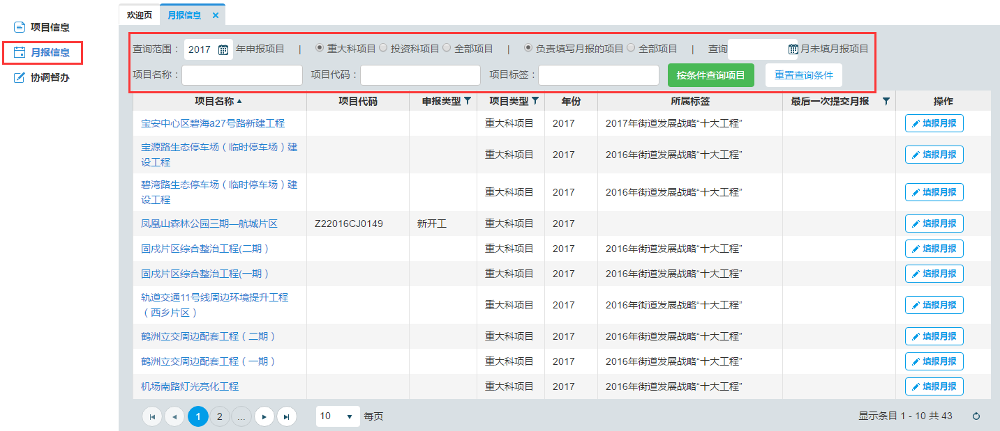 欢迎页 月报信息 ×
项目信息
月报信息
协调督办
查询范围： 2017 年申报项目 | 重大科项目 投资科项目 全部项目 | 负责填写月报的项目 全部项目 | 查询 月未填月报项目
项目名称： 项目代码： 项目标签： 按条件查询项目 重置查询条件
项目名称 项目代码 申报类型 项目类型 年份 所属标签 最后一次提交月报 操作
宝安中心区碧海a27号路新建工程 重大科项目 2017 2017年街道发展战略“十大工程” 填报月报
宝源路生态停车场（临时停车场）建
设工程 重大科项目 2017 2016年街道发展战略“十大工程” 填报月报
碧湾路生态停车场（临时停车场）建
设工程 重大科项目 2017 2016年街道发展战略“十大工程” 填报月报
凤凰山森林公园三期—航城片区 Z22016CJ0149 新开工 重大科项目 2017 填报月报
固戍片区综合整治工程(二期） 重大科项目 2017 2016年街道发展战略“十大工程” 填报月报
固戍片区综合整治工程(一期） 重大科项目 2017 2016年街道发展战略“十大工程” 填报月报
轨道交通11号线周边环境提升工程
（西乡片区） 重大科项目 2017 2016年街道发展战略“十大工程” 填报月报
鹤洲立交周边配套工程（二期） 重大科项目 2017 2016年街道发展战略“十大工程” 填报月报
鹤洲立交周边配套工程（一期） 重大科项目 2017 2016年街道发展战略“十大工程” 填报月报
机场南路灯光亮化工程 重大科项目 2017 2016年街道发展战略“十大工程” 填报月报
1 2 ... 10 每页 显示条目 1 - 10 共 43